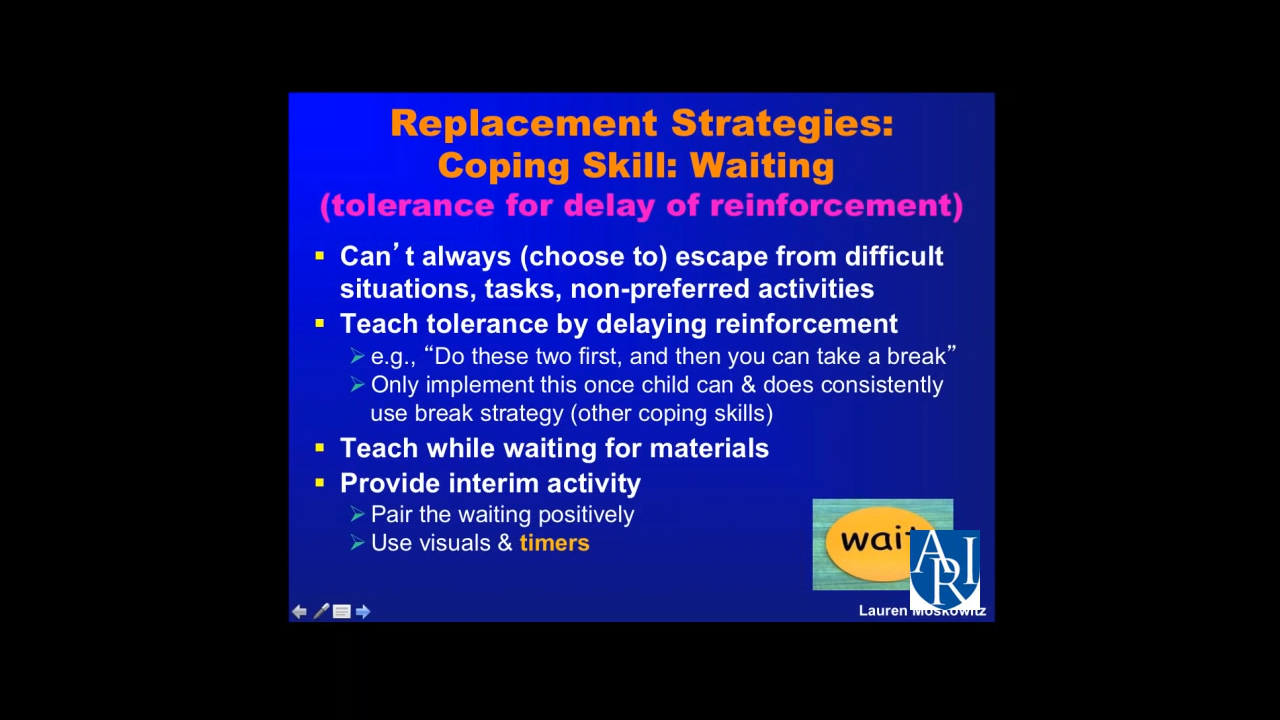 Replacement Strategies:
Coping Skill: Waiting
(tolerance for delay of reinforcement)
▪ Can't always (choose to) escape from difficult
situations, tasks, non-preferred activities
▪ Teach tolerance by delaying reinforcement
➢ e.g., “Do these two first, and then you can take a break”
➢ Only implement this once child can & does consistently
use break strategy (other coping skills)
▪ Teach while waiting for materials
▪ Provide interim activity
➢ Pair the waiting positively
➢ Use visuals & timers
wait
ARI
Lauren Moskowitz